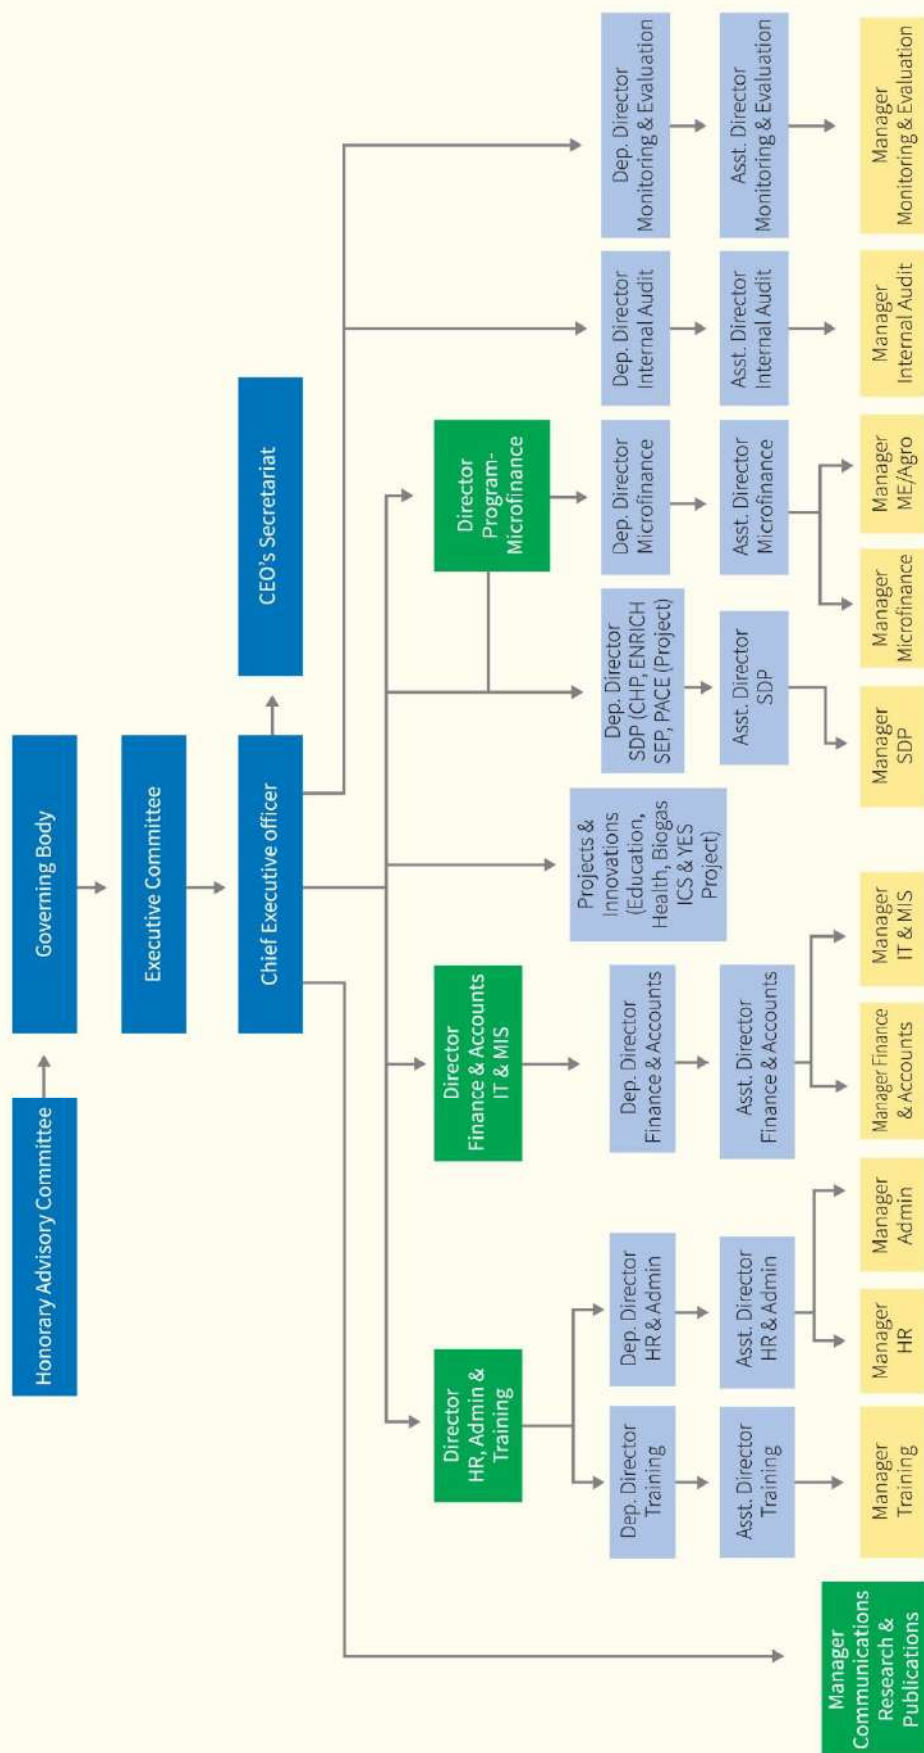 Honorary Advisory Committee
Governing Body
Executive Committee
Chief Executive officer
CEO's Secretariat
Director
HR, Admin &
Training
Director
Finance & Accounts
IT & MIS
Director
Program-
Microfinance
Dep. Director
Training
Dep. Director
HR & Admin
Dep. Director
Finance & Accounts
Projects &
Innovations
(Education,
Health, Biogas
ICS & YES
Project)
Dep. Director
SDP (CHP, ENRICH
SEP, PACE (Project)
Dep. Director
Microfinance
Dep. Director
Internal Audit
Dep. Director
Monitoring & Evaluation
Asst. Director
Training
Asst. Director
HR & Admin
Asst. Director
Finance & Accounts
Asst. Director
SDP
Asst. Director
Microfinance
Asst. Director
Internal Audit
Asst. Director
Monitoring & Evaluation
Manager
Communications
Research &
Publications
Manager
Training
Manager
HR
Manager
Admin
Manager Finance
& Accounts
Manager
IT & MIS
Manager
SDP
Manager
Microfinance
Manager
ME/Agro
Manager
Internal Audit
Manager
Monitoring & Evaluation